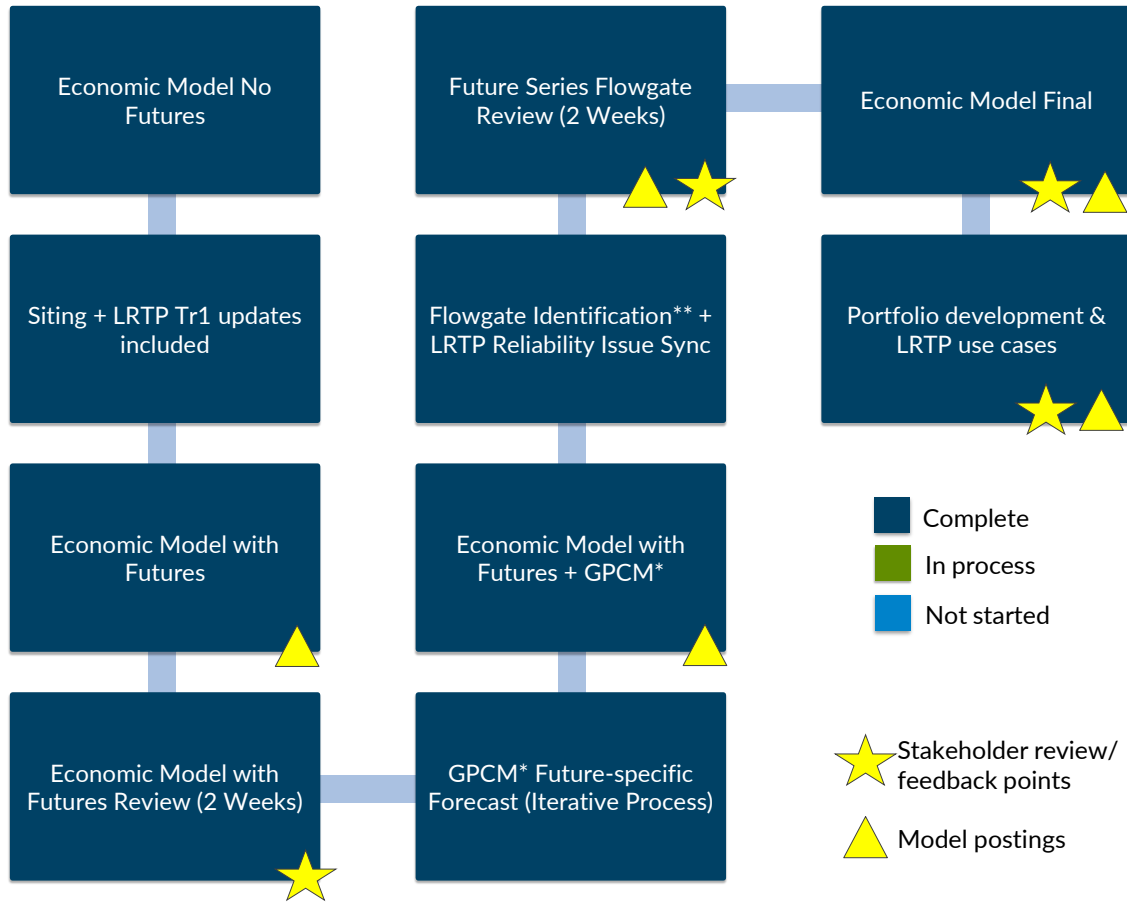 Economic Model No
Futures
Siting + LRTP Tr1 updates
included
Economic Model with
Futures
Economic Model with
Futures Review (2 Weeks)
GPCM* Future-specific
Forecast (Iterative Process)
Economic Model with
Futures + GPCM*
Flowgate Identification** +
LRTP Reliability Issue Sync
Future Series Flowgate
Review (2 Weeks)
Economic Model Final
Portfolio development &
LRTP use cases
Complete
In process
Not started
Stakeholder review/
feedback points
Model postings